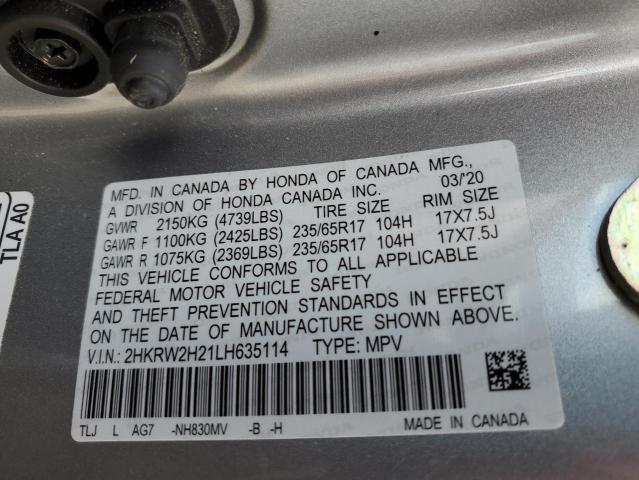 MFD. IN CANADA BY HONDA OF CANADA MFG.,
A DIVISION OF HONDA CANADA INC. 03/'20
GVWR 2150KG (4739LBS) TIRE SIZE RIM SIZE
GAWR F 1100KG (2425LBS) 235/65R17 104H 17X7.5J
GAWR R 1075KG (2369LBS) 235/65R17 104H 17X7.5J
THIS VEHICLE CONFORMS TO ALL APPLICABLE
FEDERAL MOTOR VEHICLE SAFETY
AND THEFT PREVENTION STANDARDS IN EFFECT
ON THE DATE OF MANUFACTURE SHOWN ABOVE.
V.I.N.: 2HKRW2H21LH635114 TYPE: MPV
TLJ L AG7 -NH830MV -B -H MADE IN CANADA
TLA A0